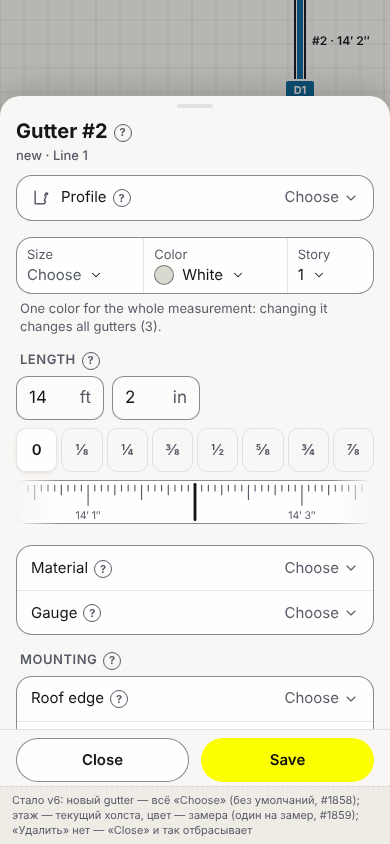 #2 · 14′ 2″
D1
Gutter #2 ?
new · Line 1
Profile ? Choose
Size Color Story
Choose White 1
One color for the whole measurement: changing it
changes all gutters (3).
LENGTH ?
14 ft 2 in
0 ⅛ ¼ ⅜ ½ ⅝ ¾ ⅞
14′ 1″ 14′ 3″
Material ? Choose
Gauge ? Choose
MOUNTING ?
Roof edge ? Choose
Close Save
Стало v6: новый gutter — всё «Choose» (без умолчаний, #1858);
этаж — текущий холста, цвет — замера (один на замер, #1859);
«Удалить» нет — «Close» и так отбрасывает